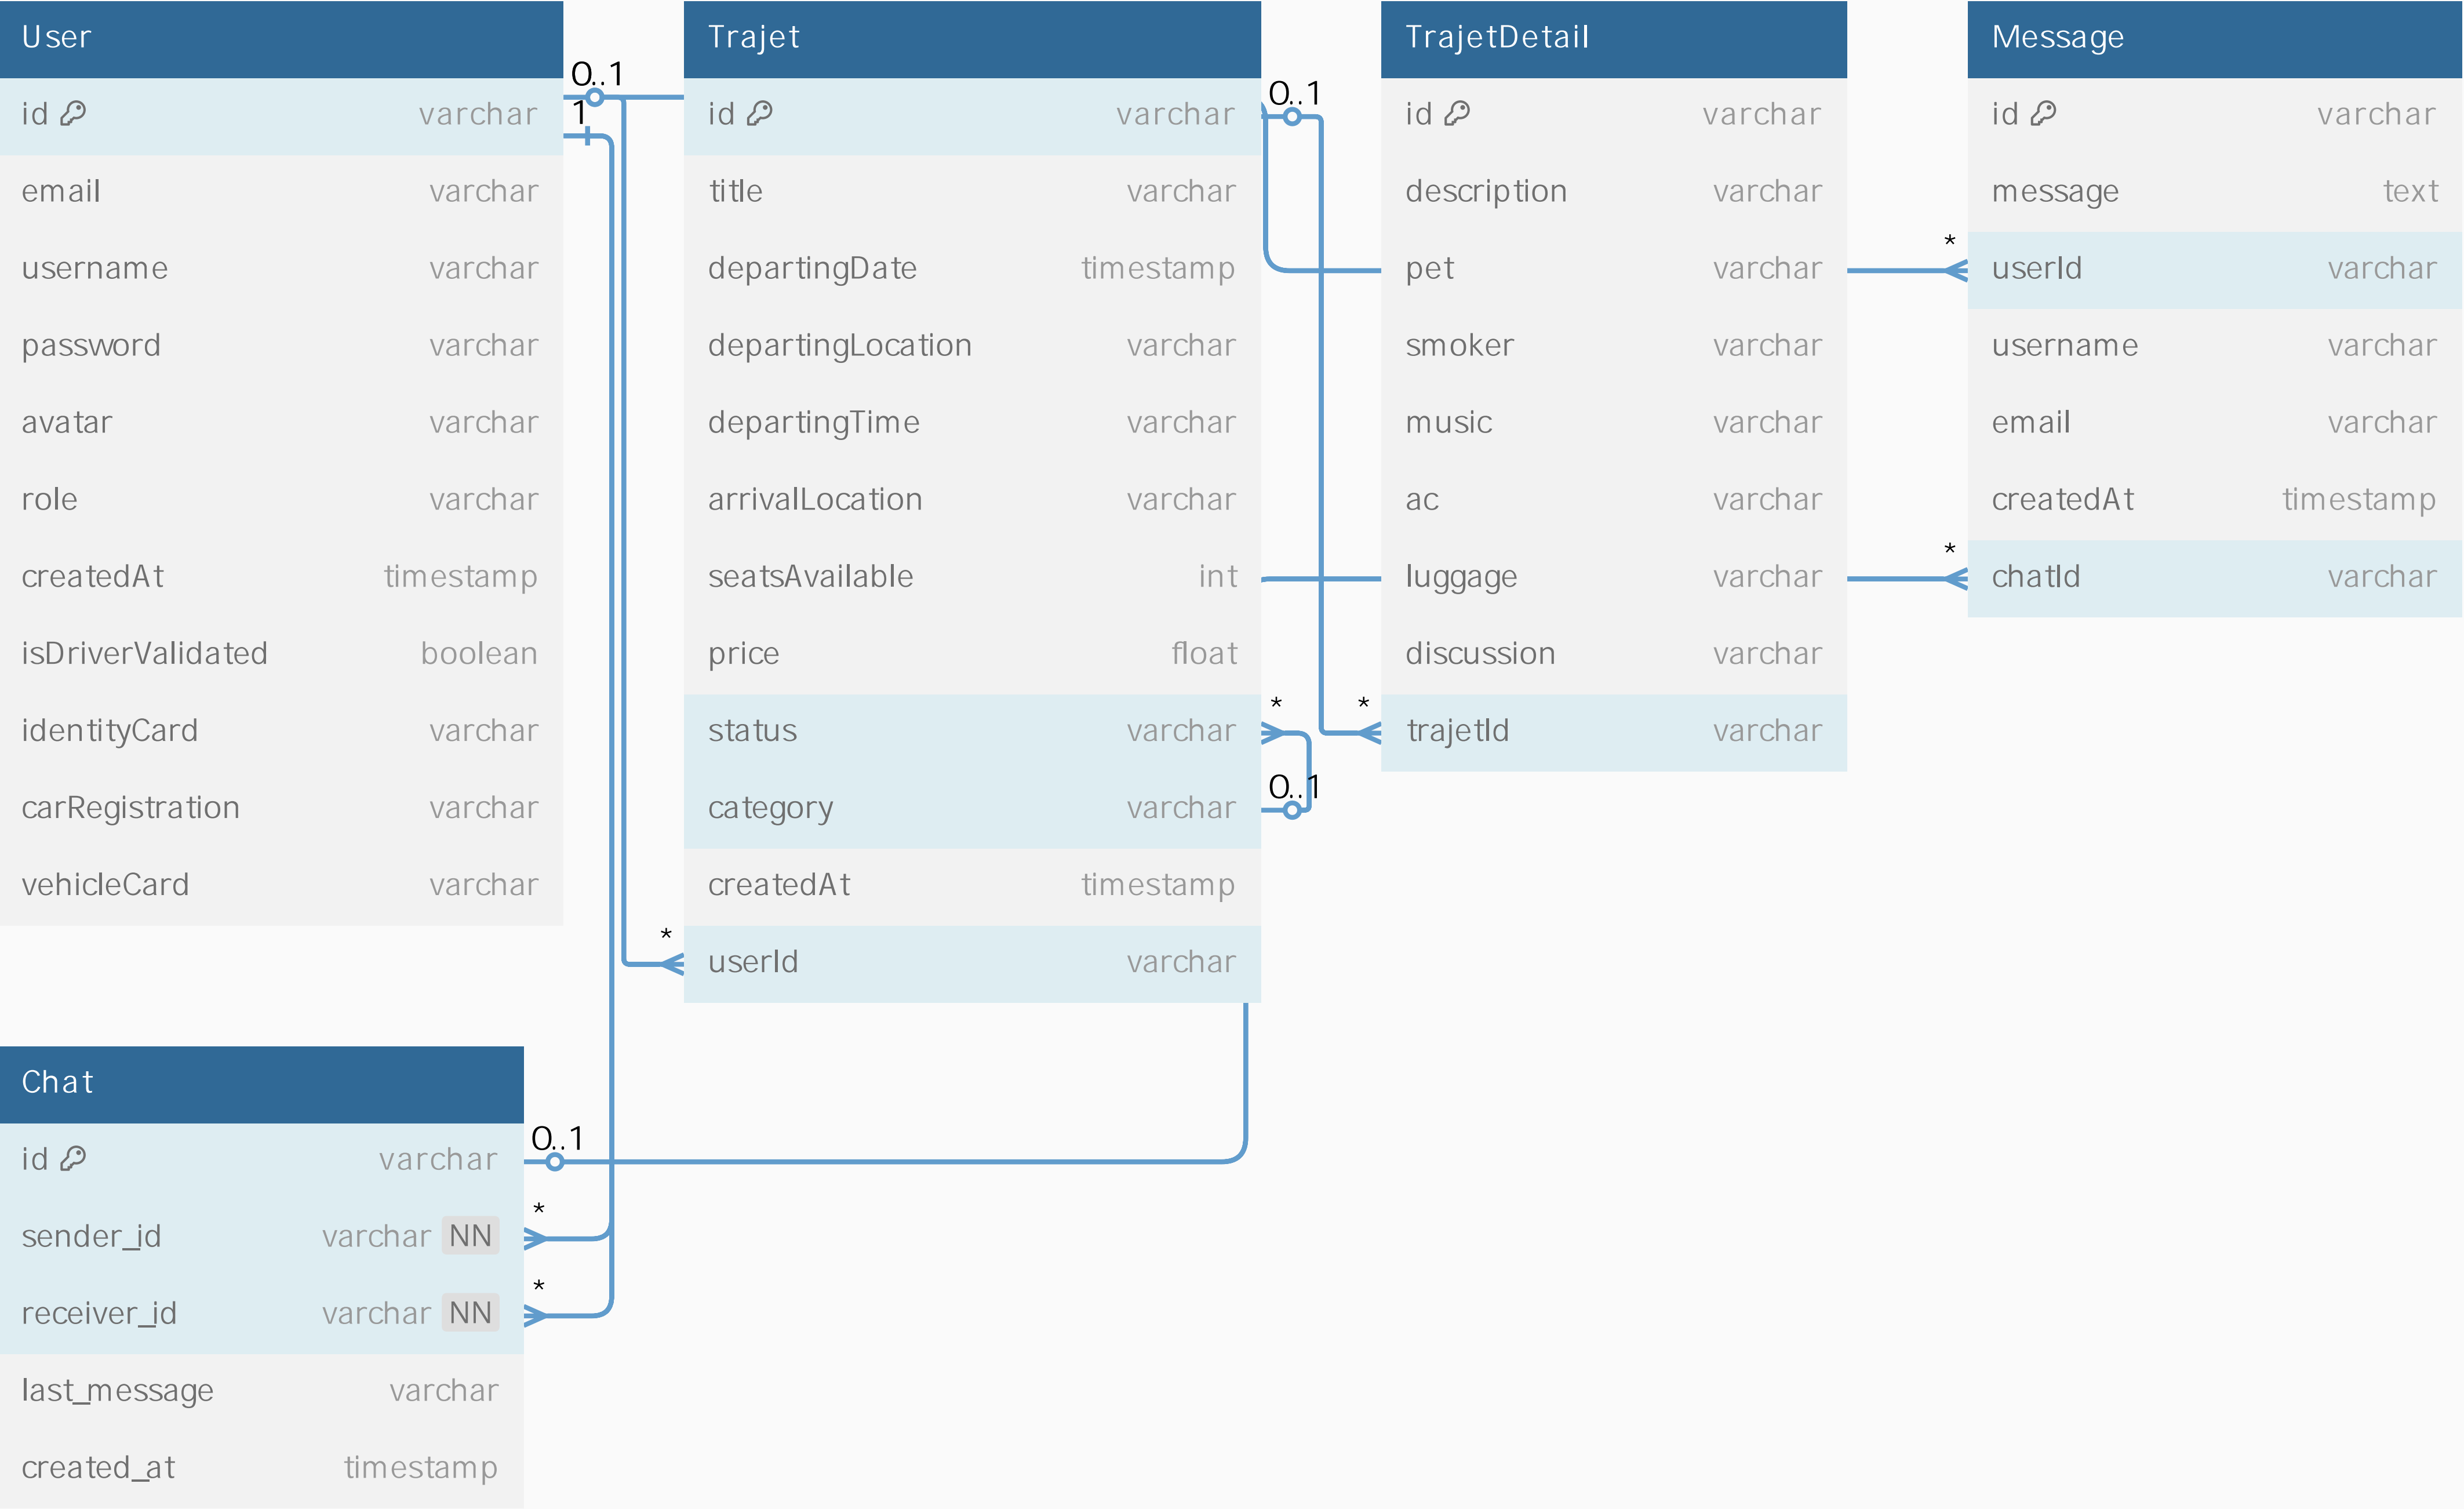 User
id varchar
email varchar
username varchar
password varchar
avatar varchar
role varchar
createdAt timestamp
isDriverValidated boolean
identityCard varchar
carRegistration varchar
vehicleCard varchar
0..1
1
Trajet
id varchar
title varchar
departingDate timestamp
departingLocation varchar
departingTime varchar
arrivalLocation varchar
seatsAvailable int
price float
status varchar
category varchar
createdAt timestamp
* userId varchar
0..1
*
0..1
TrajetDetail
id varchar
description varchar
pet varchar
smoker varchar
music varchar
ac varchar
luggage varchar
discussion varchar
* trajetId varchar
Message
id varchar
message text
* userId varchar
username varchar
email varchar
createdAt timestamp
* chatId varchar
Chat
id varchar 0..1
sender_id varchar NN *
receiver_id varchar NN *
last_message varchar
created_at timestamp